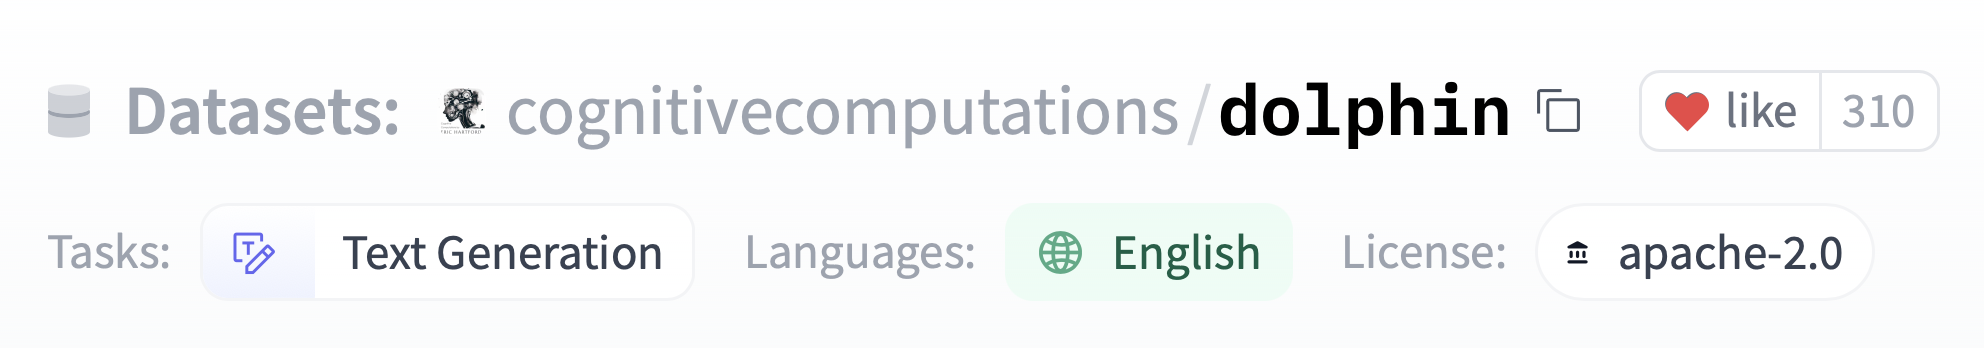 Datasets: cognitivecomputations/dolphin like 310
Tasks: Text Generation Languages: English License: apache-2.0